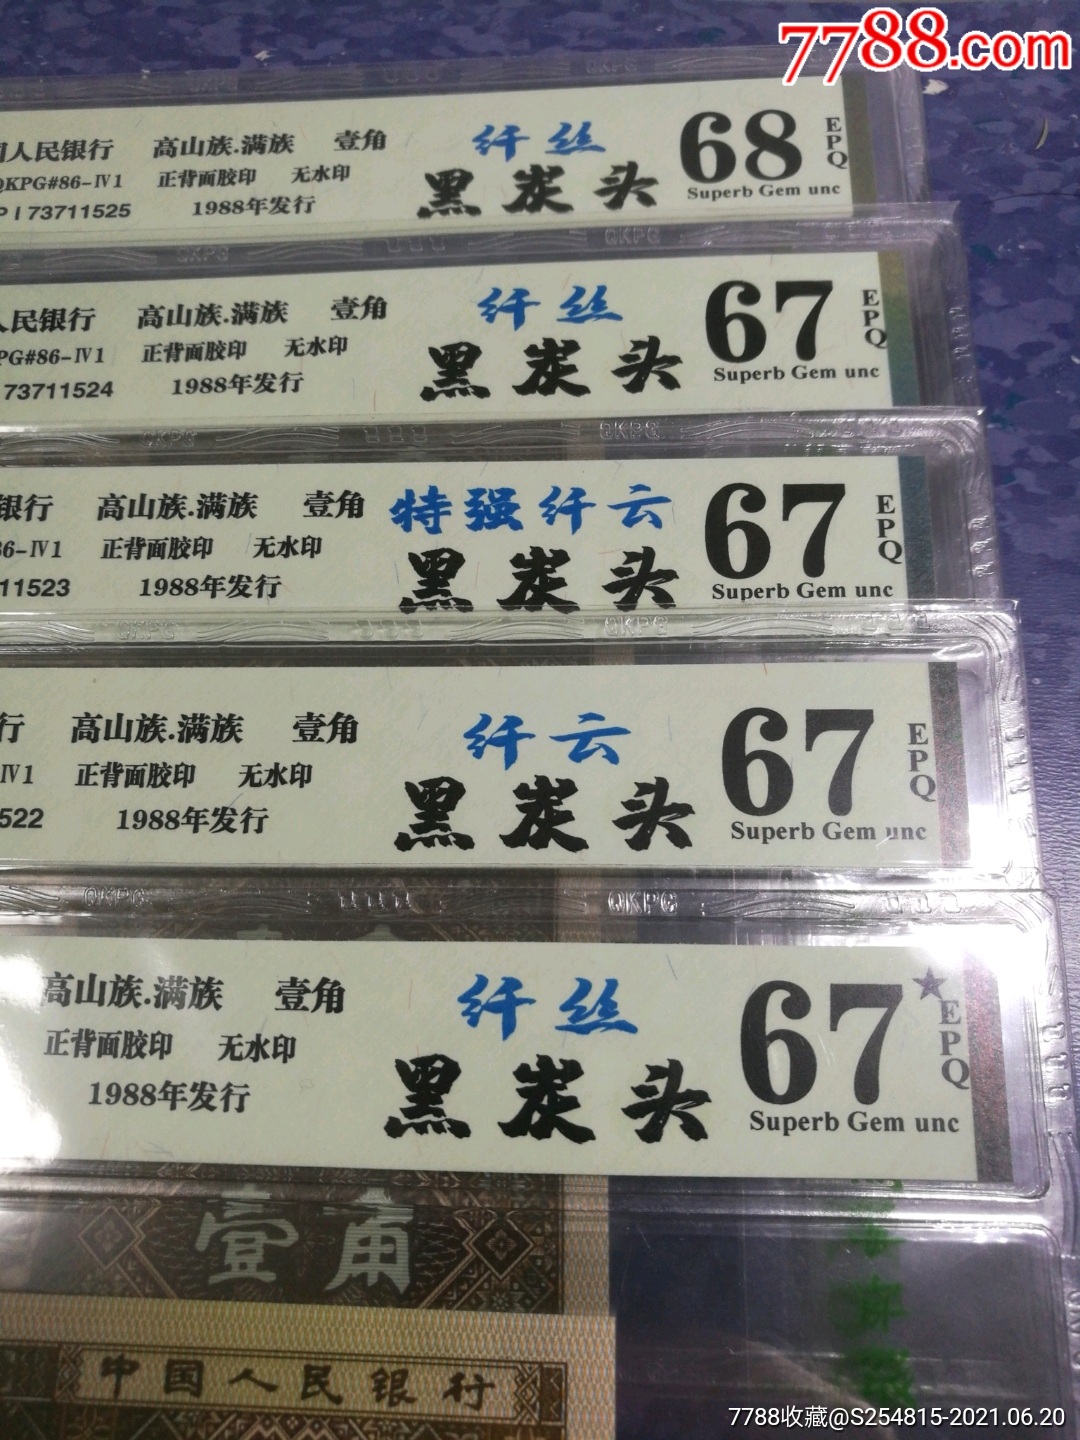 7788.com
国人民银行 高山族.满族 壹角 纤丝 68 EPQ
QKPG#86-Ⅳ1 正背面胶印 无水印 黑炭头 Superb Gem unc
PI73711525 1988年发行
QKPG QKPG
人民银行 高山族.满族 壹角 纤丝 67 EPQ
PG#86-Ⅳ1 正背面胶印 无水印 黑炭头 Superb Gem unc
73711524 1988年发行
QKPG QKPG
银行 高山族.满族 壹角 特强纤云 67 EPQ
86-Ⅳ1 正背面胶印 无水印 黑炭头 Superb Gem unc
11523 1988年发行
QKPG QKPG
行 高山族.满族 壹角 纤云 67 EPQ
Ⅳ1 正背面胶印 无水印 黑炭头 Superb Gem unc
522 1988年发行
QKPG QKPG
高山族.满族 壹角 纤丝 67★ EPQ
正背面胶印 无水印 黑炭头 Superb Gem unc
1988年发行
壹角
中国人民银行
7788收藏@S254815-2021.06.20